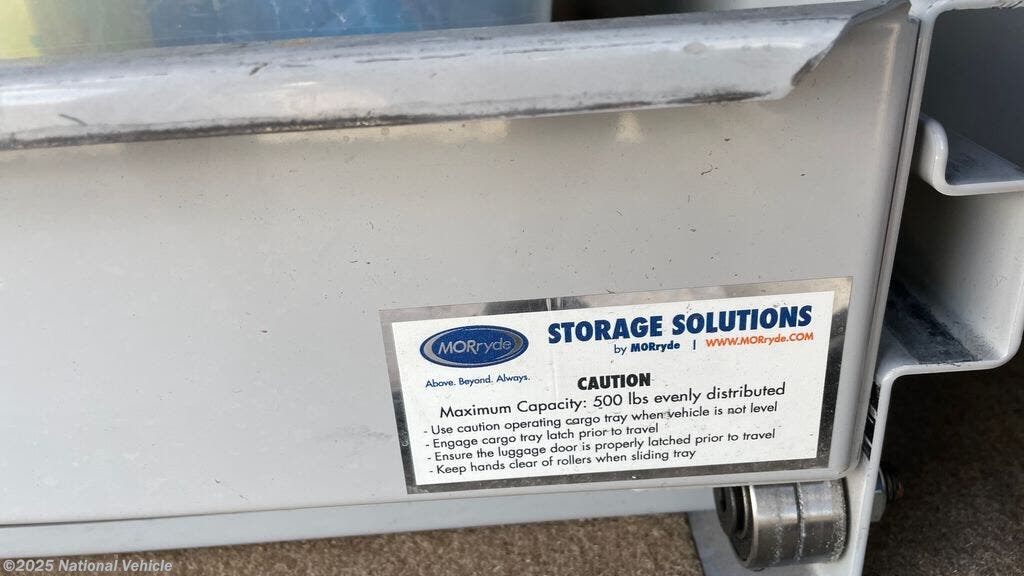 MORryde
Above. Beyond. Always.
STORAGE SOLUTIONS
by MORryde | WWW.MORryde.COM
CAUTION
Maximum Capacity: 500 lbs evenly distributed
- Use caution operating cargo tray when vehicle is not level
- Engage cargo tray latch prior to travel
- Ensure the luggage door is properly latched prior to travel
- Keep hands clear of rollers when sliding tray
©2025 National Vehicle